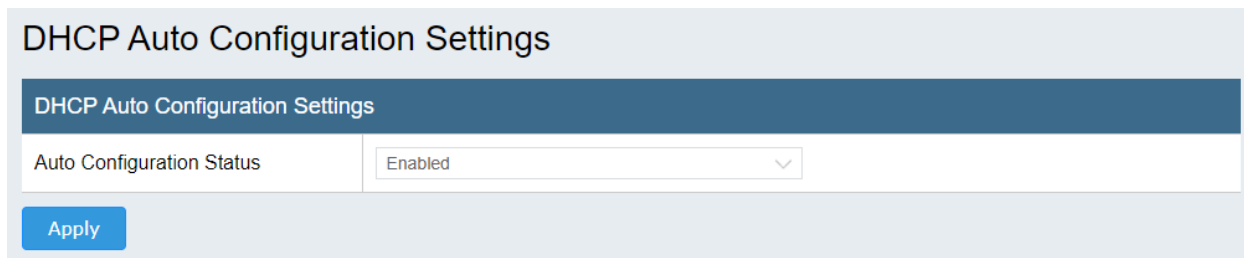 DHCP Auto Configuration Settings
DHCP Auto Configuration Settings
Auto Configuration Status
Enabled
Apply